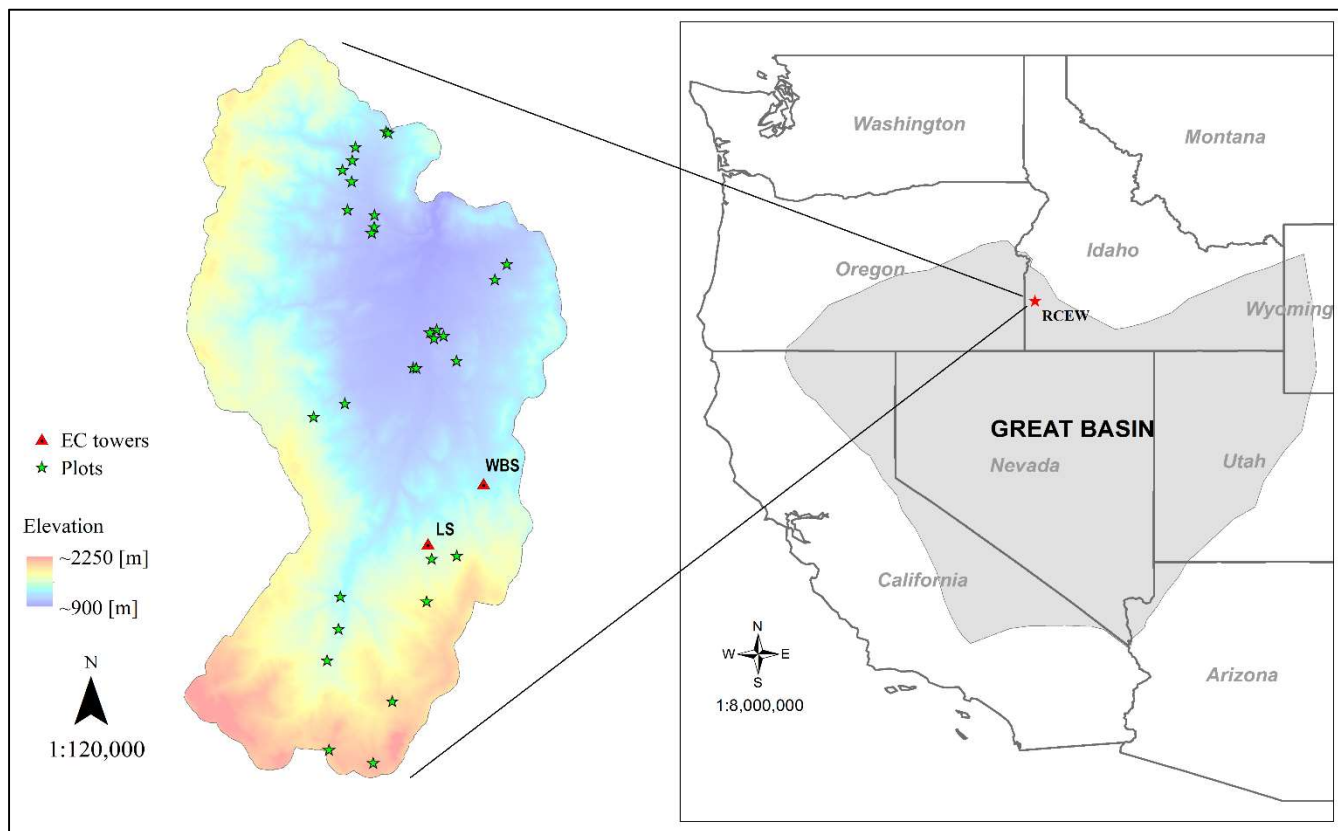 EC towers
Plots
Elevation
~2250 [m]
~900 [m]
N
1:120,000
WBS
LS
Washington
Montana
Oregon
Idaho
Wyoming
RCEW
GREAT BASIN
Nevada
Utah
California
Arizona
N
W E
S
1:8,000,000